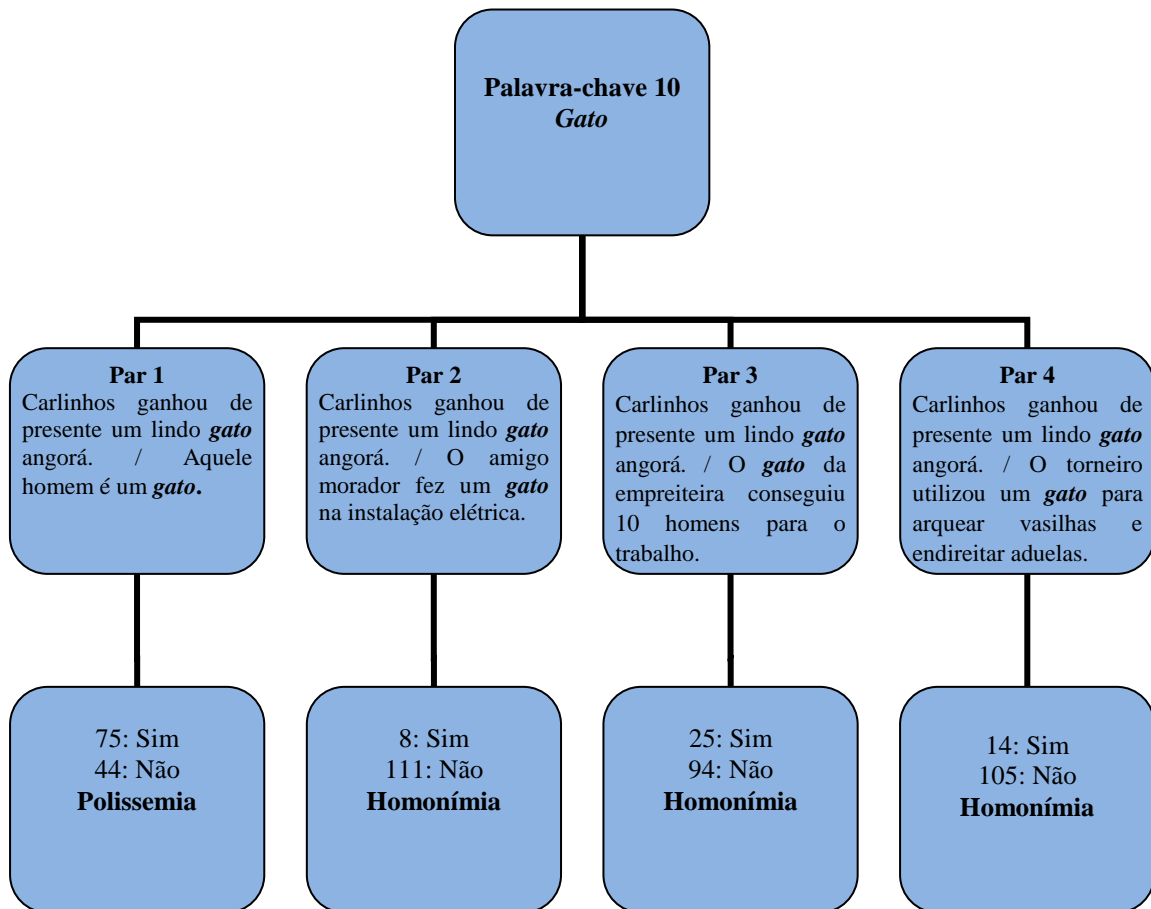 Palavra-chave 10
Gato
Par 1
Carlinhos ganhou de
presente um lindo gato
angorá. / Aquele
homem é um gato.
Par 2
Carlinhos ganhou de
presente um lindo gato
angorá. / O amigo
morador fez um gato
na instalação elétrica.
Par 3
Carlinhos ganhou de
presente um lindo gato
angorá. / O gato da
empreiteira conseguiu
10 homens para o
trabalho.
Par 4
Carlinhos ganhou de
presente um lindo gato
angorá. / O torneiro
utilizou um gato para
arquear vasilhas e
endireitar aduelas.
75: Sim
44: Não
Polissemia
8: Sim
111: Não
Homonímia
25: Sim
94: Não
Homonímia
14: Sim
105: Não
Homonímia